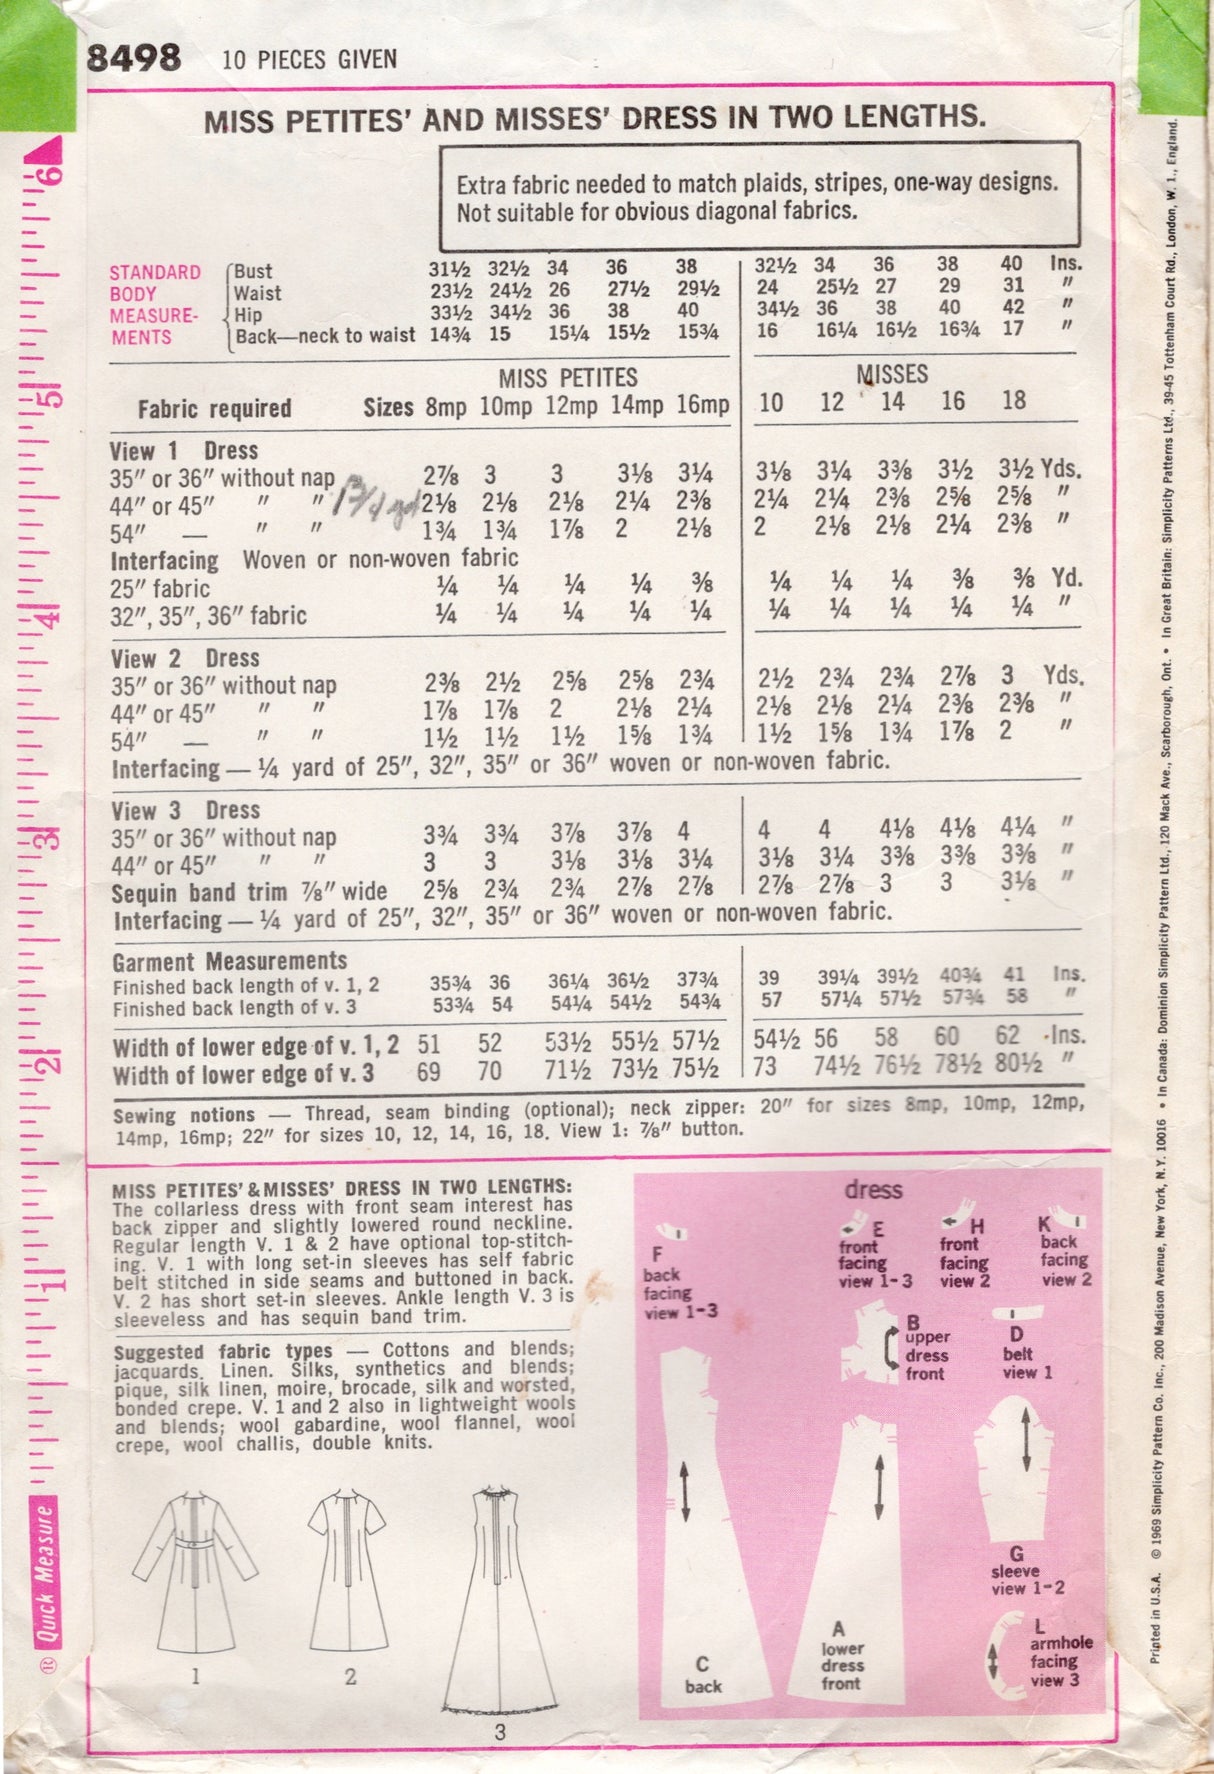 8498 10 PIECES GIVEN
MISS PETITES' AND MISSES' DRESS IN TWO LENGTHS.
Extra fabric needed to match plaids, stripes, one-way designs.
Not suitable for obvious diagonal fabrics.
STANDARD BODY MEASURE-MENTS
Bust 31½ 32½ 34 36 38 32½ 34 36 38 40 Ins.
Waist 23½ 24½ 26 27½ 29½ 24 25½ 27 29 31 "
Hip 33½ 34½ 36 38 40 34½ 36 38 40 42 "
Back—neck to waist 14¾ 15 15¼ 15½ 15¾ 16 16¼ 16½ 16¾ 17 "
MISS PETITES MISSES
Fabric required Sizes 8mp 10mp 12mp 14mp 16mp 10 12 14 16 18
View 1 Dress
35" or 36" without nap 2⅞ 3 3 3⅛ 3¼ 3⅛ 3¼ 3⅜ 3½ 3½ Yds.
1¾ yd
44" or 45" " " 2⅛ 2⅛ 2⅛ 2¼ 2⅜ 2¼ 2¼ 2⅜ 2⅝ 2⅝ "
54" — " " 1¾ 1¾ 1⅞ 2 2⅛ 2 2⅛ 2⅛ 2¼ 2⅜ "
Interfacing Woven or non-woven fabric
25" fabric ¼ ¼ ¼ ¼ ⅜ ¼ ¼ ¼ ⅜ ⅜ Yd.
32", 35", 36" fabric ¼ ¼ ¼ ¼ ¼ ¼ ¼ ¼ ¼ ¼ "
View 2 Dress
35" or 36" without nap 2⅜ 2½ 2⅝ 2⅝ 2¾ 2½ 2¾ 2¾ 2⅞ 3 Yds.
44" or 45" " " 1⅞ 1⅞ 2 2⅛ 2¼ 2⅛ 2⅛ 2¼ 2⅜ 2⅜ "
54" — " " 1½ 1½ 1½ 1⅝ 1¾ 1½ 1⅝ 1¾ 1⅞ 2 "
Interfacing — ¼ yard of 25", 32", 35" or 36" woven or non-woven fabric.
View 3 Dress
35" or 36" without nap 3¾ 3¾ 3⅞ 3⅞ 4 4 4 4⅛ 4⅛ 4¼ "
44" or 45" " " 3 3 3⅛ 3⅛ 3¼ 3⅛ 3¼ 3⅜ 3⅜ 3⅜ "
Sequin band trim ⅞" wide 2⅝ 2¾ 2¾ 2⅞ 2⅞ 2⅞ 2⅞ 3 3 3⅛ "
Interfacing — ¼ yard of 25", 32", 35" or 36" woven or non-woven fabric.
Garment Measurements
Finished back length of v. 1, 2 35¾ 36 36¼ 36½ 37¾ 39 39¼ 39½ 40¾ 41 Ins.
Finished back length of v. 3 53¾ 54 54¼ 54½ 54¾ 57 57¼ 57½ 57¾ 58 "
Width of lower edge of v. 1, 2 51 52 53½ 55½ 57½ 54½ 56 58 60 62 Ins.
Width of lower edge of v. 3 69 70 71½ 73½ 75½ 73 74½ 76½ 78½ 80½ "
Sewing notions — Thread, seam binding (optional); neck zipper: 20" for sizes 8mp, 10mp, 12mp,
14mp, 16mp; 22" for sizes 10, 12, 14, 16, 18. View 1: ⅞" button.
MISS PETITES' & MISSES' DRESS IN TWO LENGTHS:
The collarless dress with front seam interest has
back zipper and slightly lowered round neckline.
Regular length V. 1 & 2 have optional top-stitch-
ing. V. 1 with long set-in sleeves has self fabric
belt stitched in side seams and buttoned in back.
V. 2 has short set-in sleeves. Ankle length V. 3 is
sleeveless and has sequin band trim.
Suggested fabric types — Cottons and blends;
jacquards. Linen. Silks, synthetics and blends;
pique, silk linen, moire, brocade, silk and worsted,
bonded crepe. V. 1 and 2 also in lightweight wools
and blends; wool gabardine, wool flannel, wool
crepe, wool challis, double knits.
1
2
3
dress
F
back
facing
view 1-3
E
front
facing
view 1-3
H
front
facing
view 2
K
back
facing
view 2
B
upper
dress
front
D
belt
view 1
G
sleeve
view 1-2
C
back
A
lower
dress
front
L
armhole
facing
view 3
6
5
4
3
2
1
® Quick Measure
Printed in U.S.A. © 1969 Simplicity Pattern Co. Inc., 200 Madison Avenue, New York, N.Y. 10016 • In Canada: Dominion Simplicity Pattern Ltd., 120 Mack Ave., Scarborough, Ont. • In Great Britain: Simplicity Patterns Ltd., 39-45 Tottenham Court Rd., London, W. 1., England.